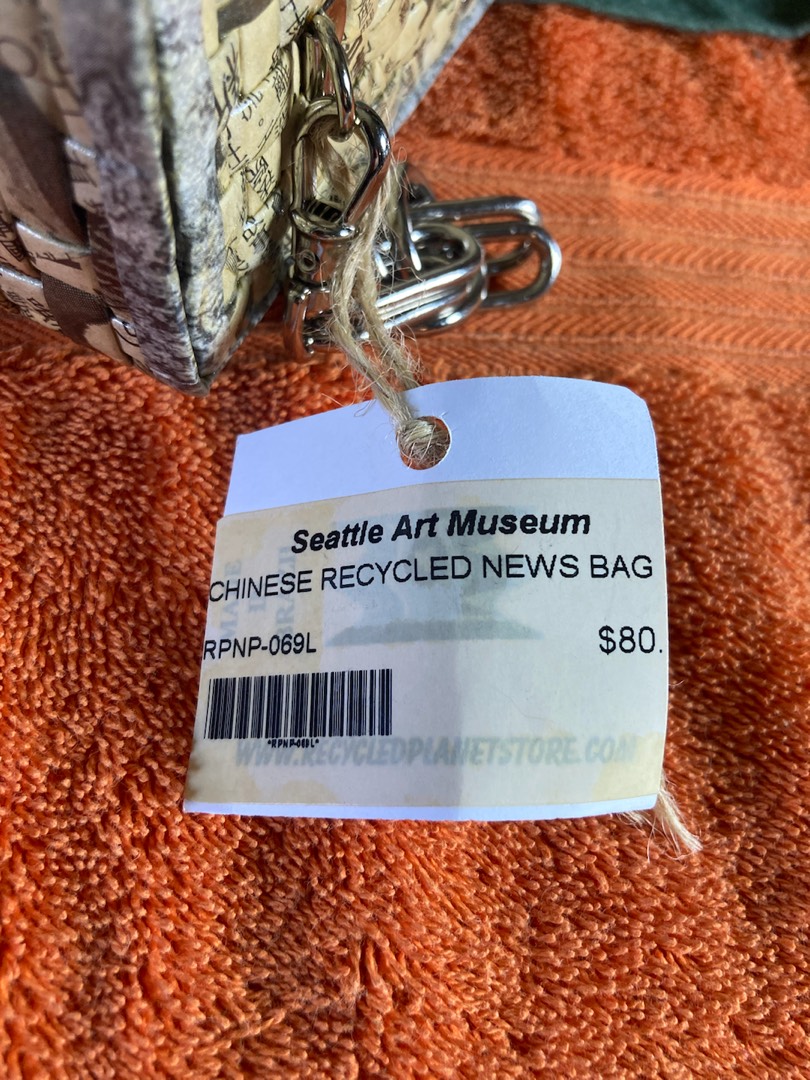 Seattle Art Museum
CHINESE RECYCLED NEWS BAG
RPNP-069L
$80.
*RPNP-069L*
WWW.RECYCLEDPLANETSTORE.COM